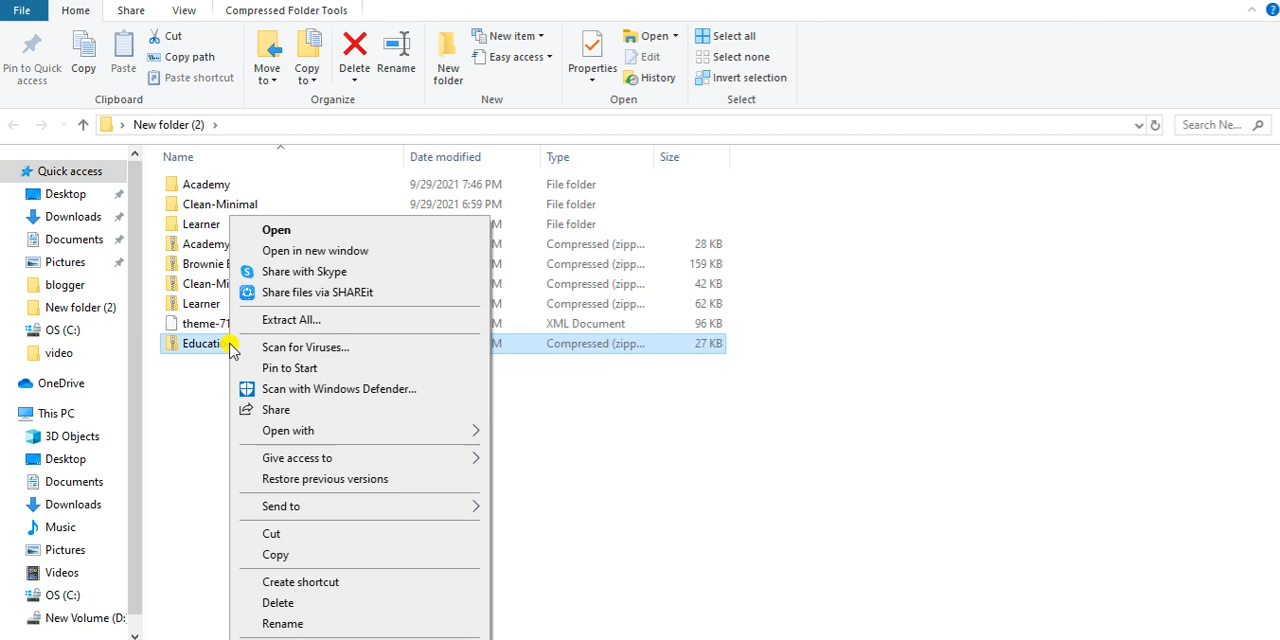 File Home Share View Compressed Folder Tools
Pin to Quick access
Copy
Paste
Cut
Copy path
Paste shortcut
Clipboard
Move to
Copy to
Delete
Rename
Organize
New folder
New item
Easy access
New
Properties
Open
Edit
History
Open
Select all
Select none
Invert selection
Select
New folder (2)
Search Ne...
Name Date modified Type Size
Academy 9/29/2021 7:46 PM File folder
Clean-Minimal 9/29/2021 6:59 PM File folder
Learner M File folder
Academy M Compressed (zipp... 28 KB
Brownie M Compressed (zipp... 159 KB
Clean-Mi M Compressed (zipp... 42 KB
Learner M Compressed (zipp... 62 KB
theme-71 M XML Document 96 KB
Educati M Compressed (zipp... 27 KB
Quick access
Desktop
Downloads
Documents
Pictures
blogger
New folder (2)
OS (C:)
video
OneDrive
This PC
3D Objects
Desktop
Documents
Downloads
Music
Pictures
Videos
OS (C:)
New Volume (D:
Open
Open in new window
Share with Skype
Share files via SHAREit
Extract All...
Scan for Viruses...
Pin to Start
Scan with Windows Defender...
Share
Open with
Give access to
Restore previous versions
Send to
Cut
Copy
Create shortcut
Delete
Rename